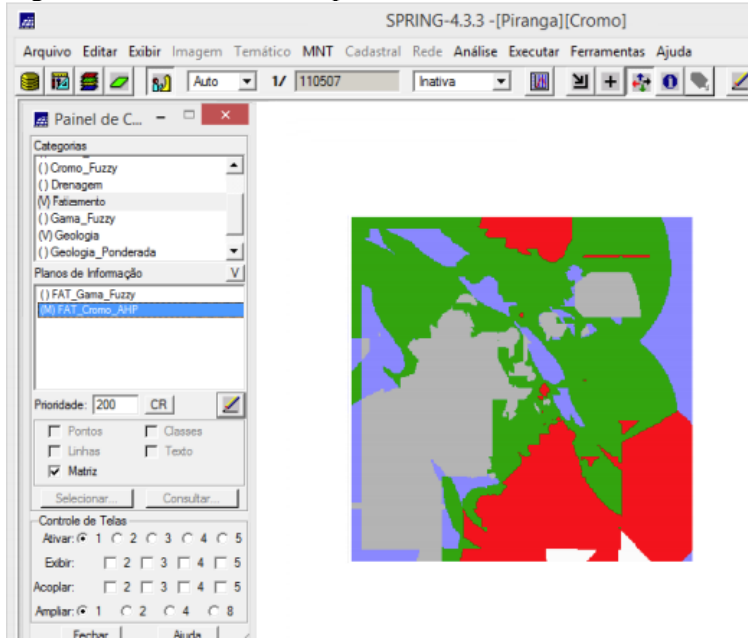 SPRING-4.3.3 -[Piranga][Cromo]
Arquivo Editar Exibir Imagem Temático MNT Cadastral Rede Análise Executar Ferramentas Ajuda
Auto 1/ 110507 Inativa
Painel de C...
Categorias
( ) Cromo_Fuzzy
( ) Drenagem
(V) Fatiamento
( ) Gama_Fuzzy
(V) Geologia
( ) Geologia_Ponderada
Planos de Informação V
( ) FAT_Gama_Fuzzy
(M) FAT_Cromo_AHP
Prioridade: 200 CR
Pontos Classes
Linhas Texto
Matriz
Selecionar... Consultar...
Controle de Telas
Ativar: 1 2 3 4 5
Exibir: 2 3 4 5
Acoplar: 2 3 4 5
Ampliar: 1 2 4 8
Fechar Ajuda